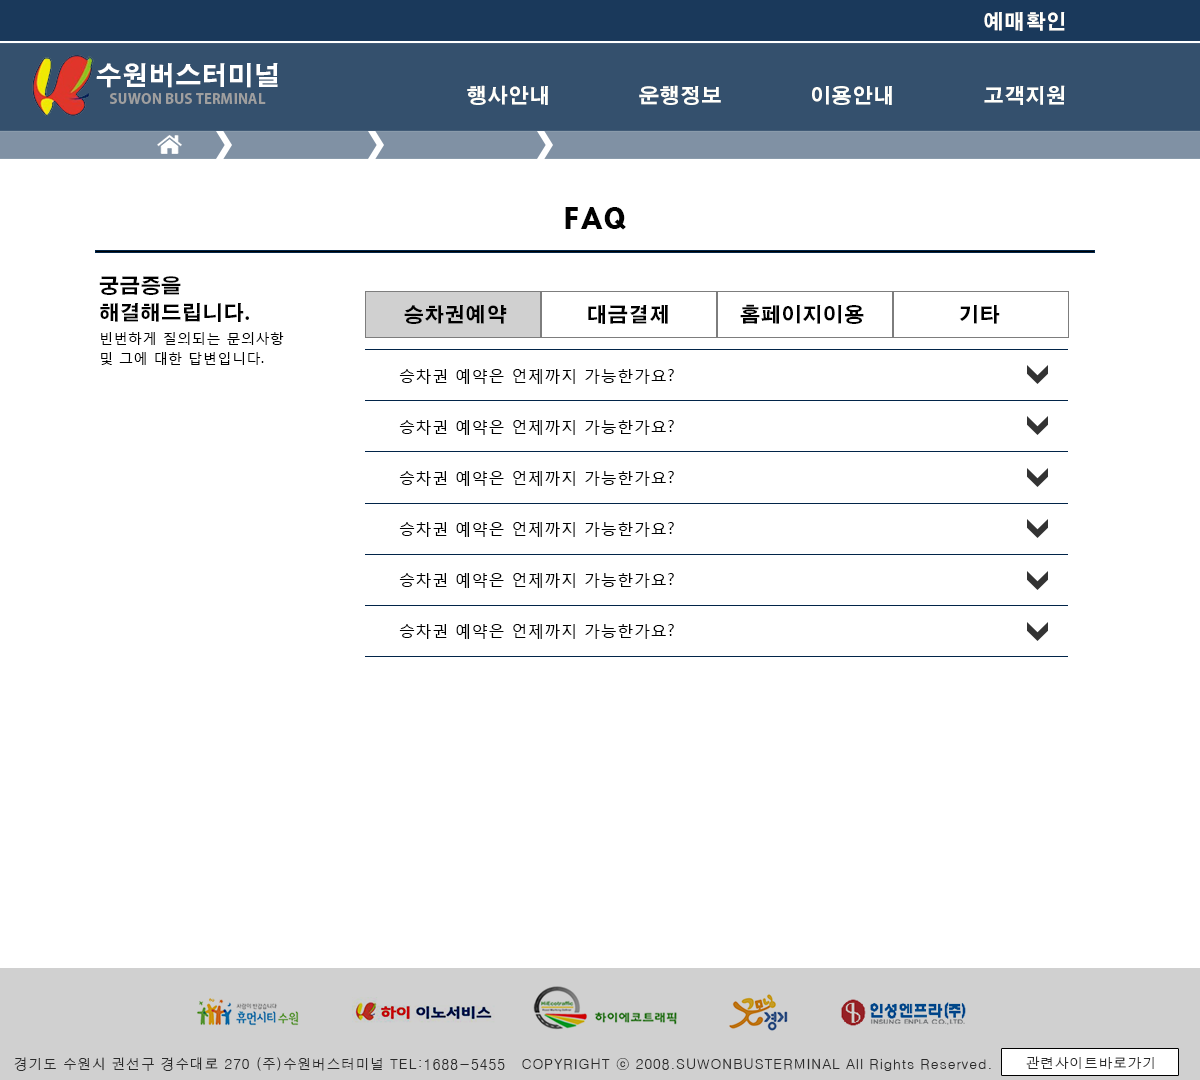 예매확인
수원버스터미널
SUWON BUS TERMINAL
행사안내 운행정보 이용안내 고객지원
FAQ
궁금증을
해결해드립니다.
빈번하게 질의되는 문의사항
및 그에 대한 답변입니다.
승차권예약 대금결제 홈페이지이용 기타
승차권 예약은 언제까지 가능한가요?
승차권 예약은 언제까지 가능한가요?
승차권 예약은 언제까지 가능한가요?
승차권 예약은 언제까지 가능한가요?
승차권 예약은 언제까지 가능한가요?
승차권 예약은 언제까지 가능한가요?
사람이 반갑습니다
휴먼시티 수원
하이 이노서비스
HiEcotraffic
하이에코트래픽
굿모닝 경기
인성엔프라(주)
INSUNG ENPLA CO.,LTD.
경기도 수원시 권선구 경수대로 270 (주)수원버스터미널 TEL:1688-5455 COPYRIGHT ⓒ 2008.SUWONBUSTERMINAL All Rights Reserved.
관련사이트바로가기